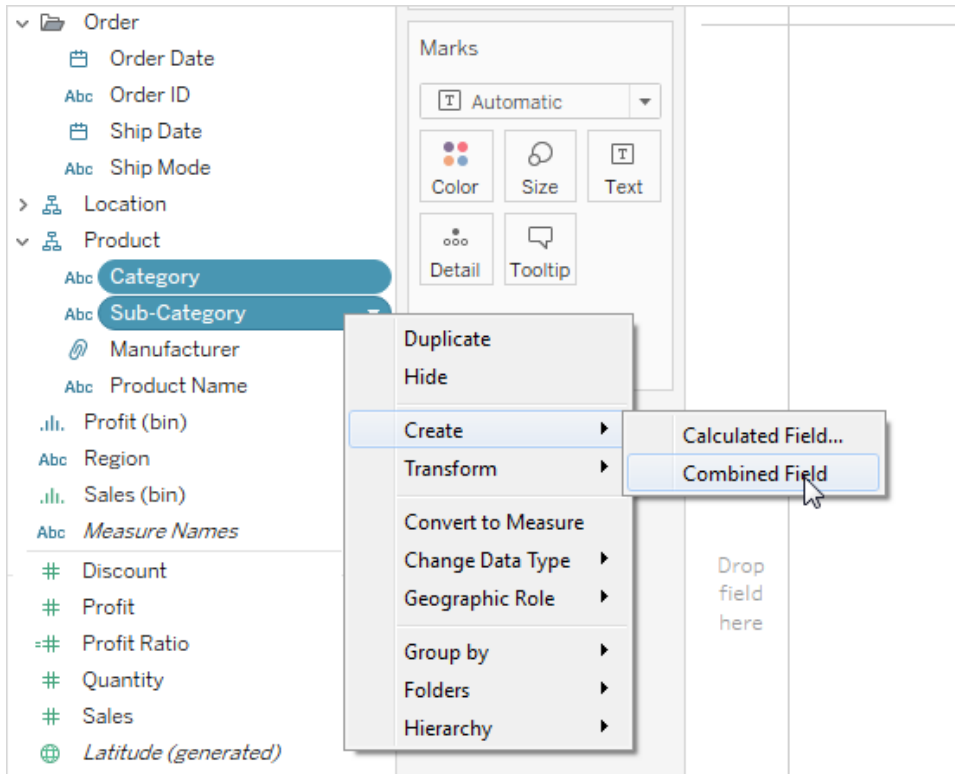 Order
Order Date
Abc Order ID
Ship Date
Abc Ship Mode
Location
Product
Abc Category
Abc Sub-Category
Manufacturer
Abc Product Name
Profit (bin)
Abc Region
Sales (bin)
Abc Measure Names
# Discount
# Profit
=# Profit Ratio
# Quantity
# Sales
Latitude (generated)
Marks
T Automatic
Color
Size
T
Text
Detail
Tooltip
Duplicate
Hide
Create
Transform
Convert to Measure
Change Data Type
Geographic Role
Group by
Folders
Hierarchy
Calculated Field...
Combined Field
Drop
field
here